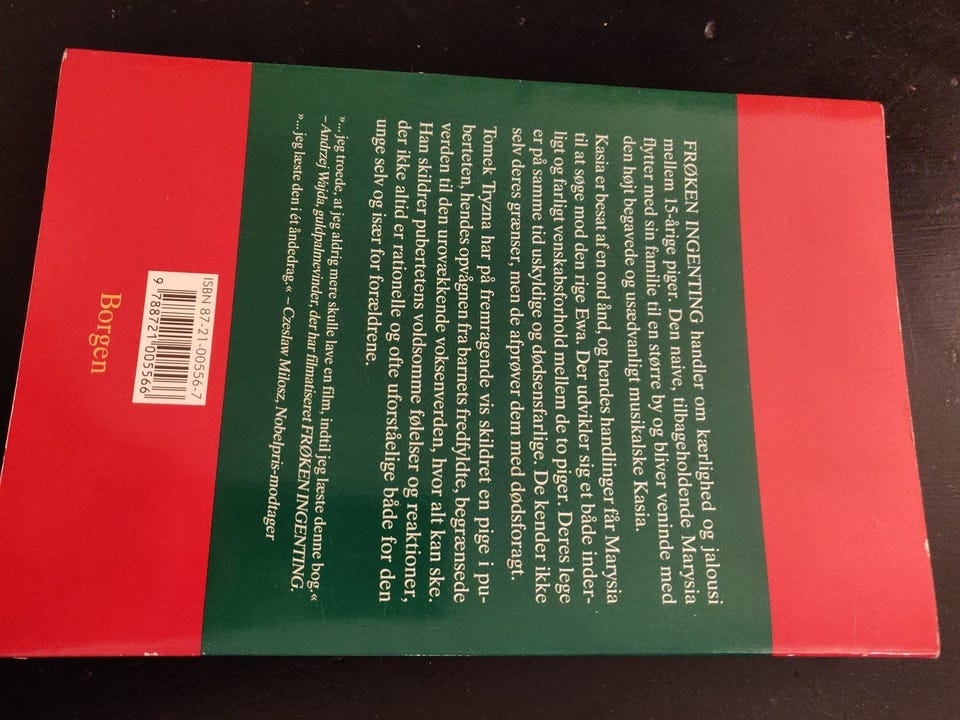 FRØKEN INGENTING handler om kærlighed og jalousi
mellem 15-årige piger. Den naive, tilbageholdende Marysia
flytter med sin familie til en større by og bliver veninde med
den højt begavede og usædvanligt musikalske Kasia.
Kasia er besat af en ond ånd, og hendes handlinger får Marysia
til at søge mod den rige Ewa. Der udvikler sig et både inder-
ligt og farligt venskabsforhold mellem de to piger. Deres lege
er på samme tid uskyldige og dødsensfarlige. De kender ikke
selv deres grænser, men de afprøver dem med dødsforagt.
Tomek Tryzna har på fremragende vis skildret en pige i pu-
berteten, hendes opvågnen fra barnets fredfyldte, begrænsede
verden til den urovækkende voksenverden, hvor alt kan ske.
Han skildrer pubertetens voldsomme følelser og reaktioner,
der ikke altid er rationelle og ofte uforståelige både for den
unge selv og især for forældrene.
»... jeg troede, at jeg aldrig mere skulle lave en film, indtil jeg læste denne bog.«
–Andrzej Wajda, guldpalmevinder, der har filmatiseret FRØKEN INGENTING.
»... jeg læste den i ét åndedrag.« – Czesław Miłosz, Nobelpris-modtager
ISBN 87-21-00556-7
9 788721 005566
Borgen